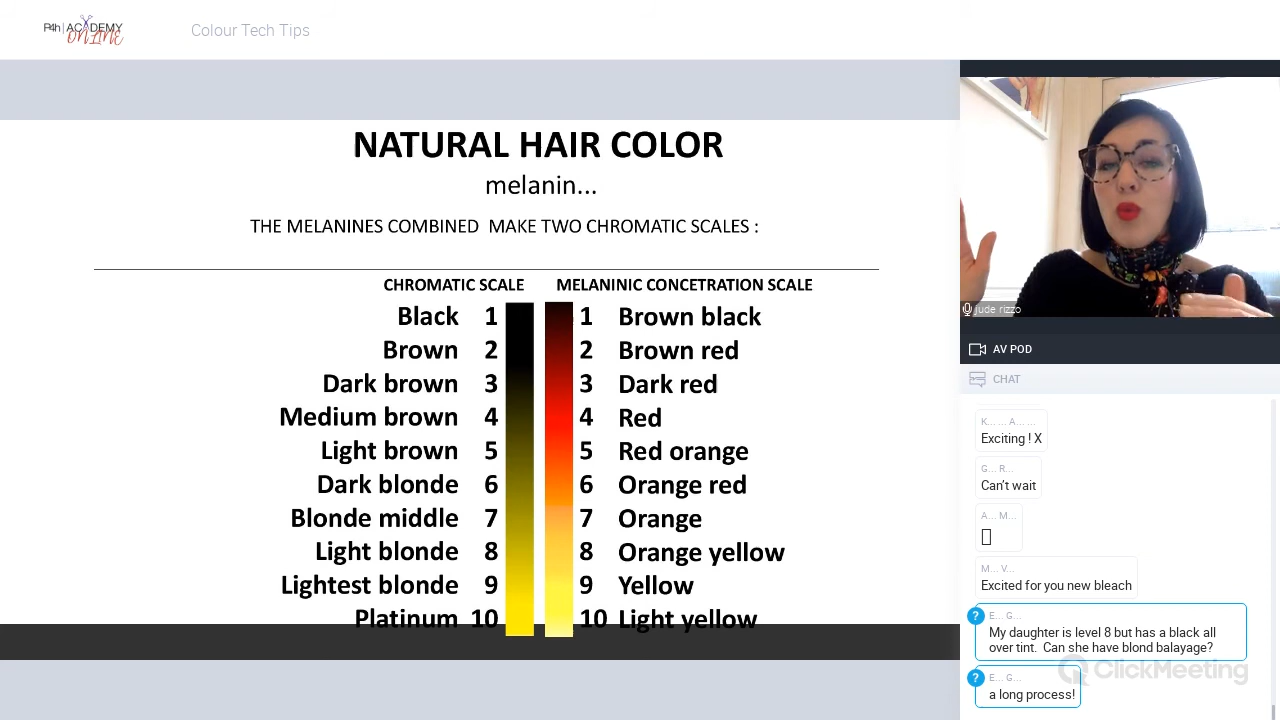 P4h | ACADEMY
ONLINE
Colour Tech Tips
NATURAL HAIR COLOR
melanin...
THE MELANINES COMBINED MAKE TWO CHROMATIC SCALES :
CHROMATIC SCALE MELANINIC CONCETRATION SCALE
Black 1 1 Brown black
Brown 2 2 Brown red
Dark brown 3 3 Dark red
Medium brown 4 4 Red
Light brown 5 5 Red orange
Dark blonde 6 6 Orange red
Blonde middle 7 7 Orange
Light blonde 8 8 Orange yellow
Lightest blonde 9 9 Yellow
Platinum 10 10 Light yellow
jude rizzo
AV POD
CHAT
K... ... A... ...
Exciting ! X
G... R...
Can't wait
A... M...
M... V...
Excited for you new bleach
?
E... G...
My daughter is level 8 but has a black all
over tint. Can she have blond balayage?
ClickMeeting
?
E... G...
a long process!